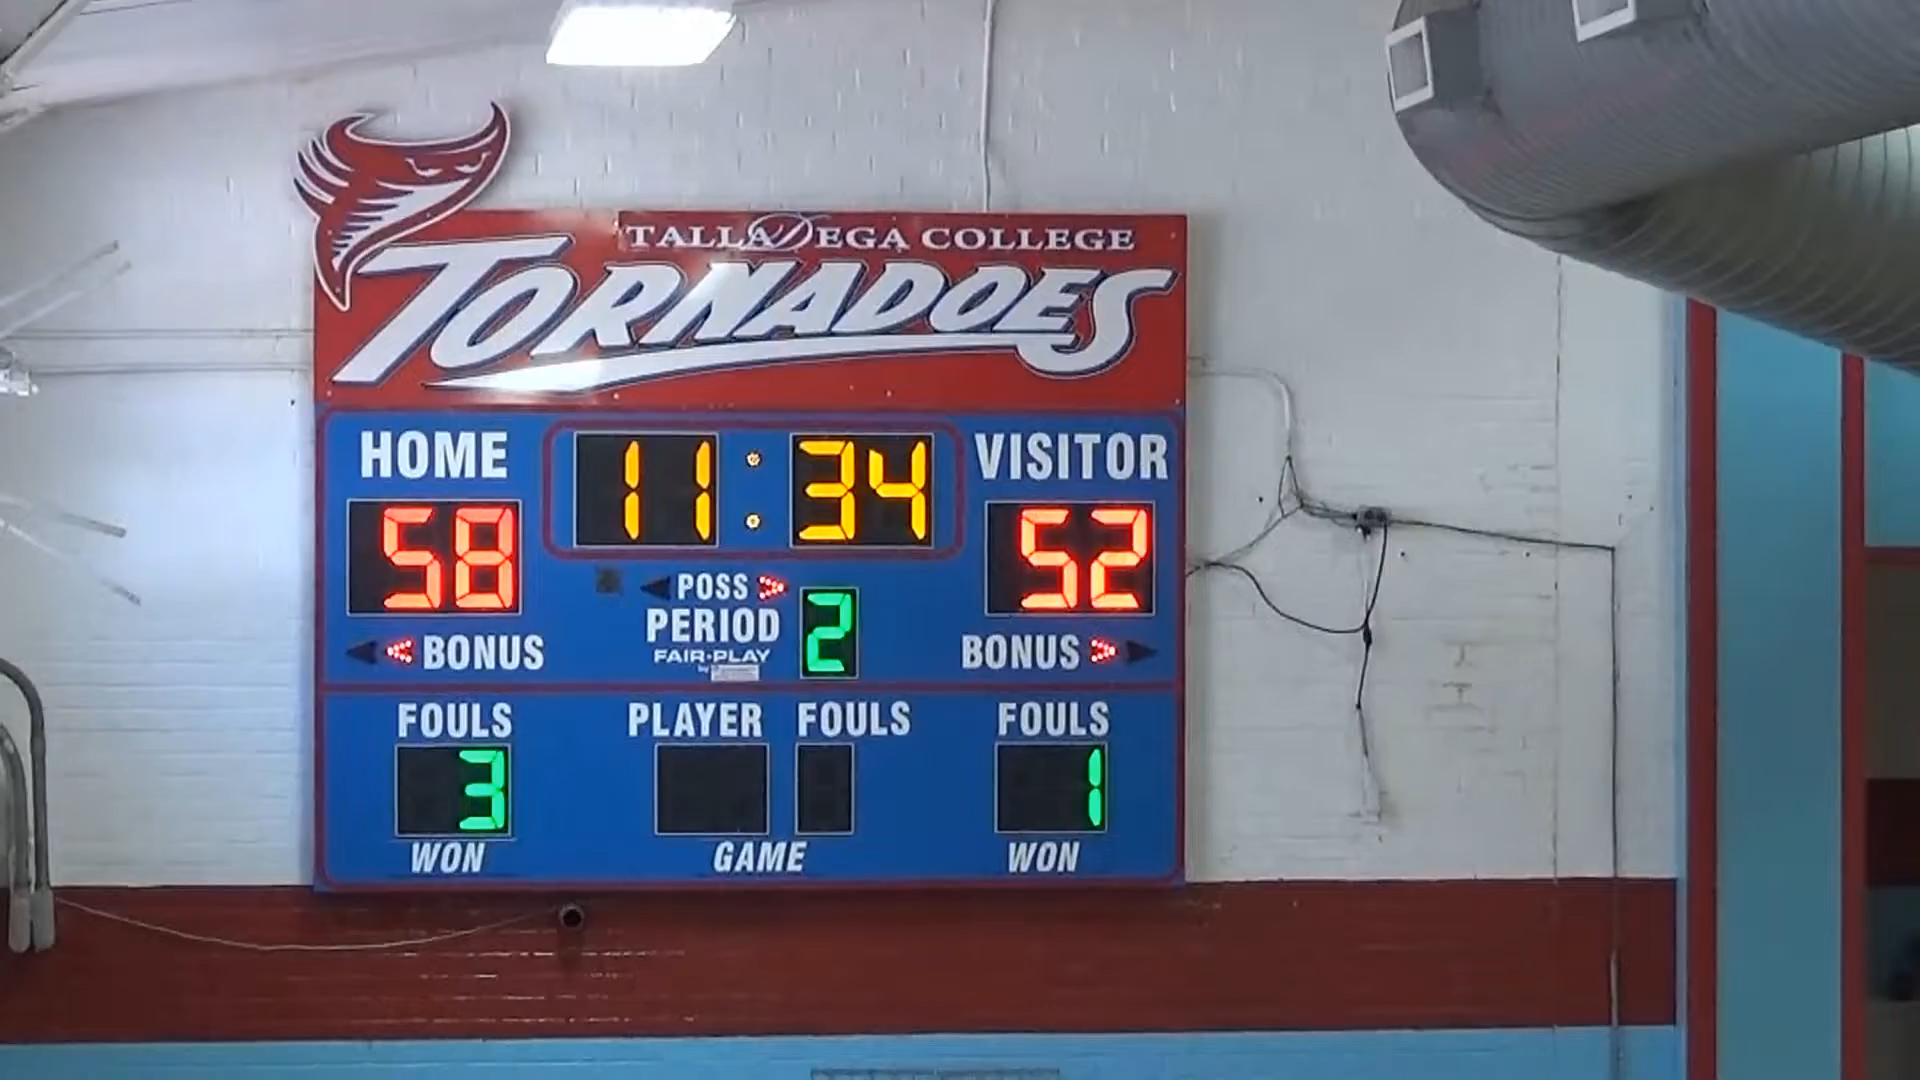 TALLADEGA COLLEGE
TORNADOES
HOME 11:34 VISITOR
58 52
POSS
PERIOD 2
BONUS FAIR-PLAY BONUS
by
FOULS PLAYER FOULS FOULS
3 1
WON GAME WON